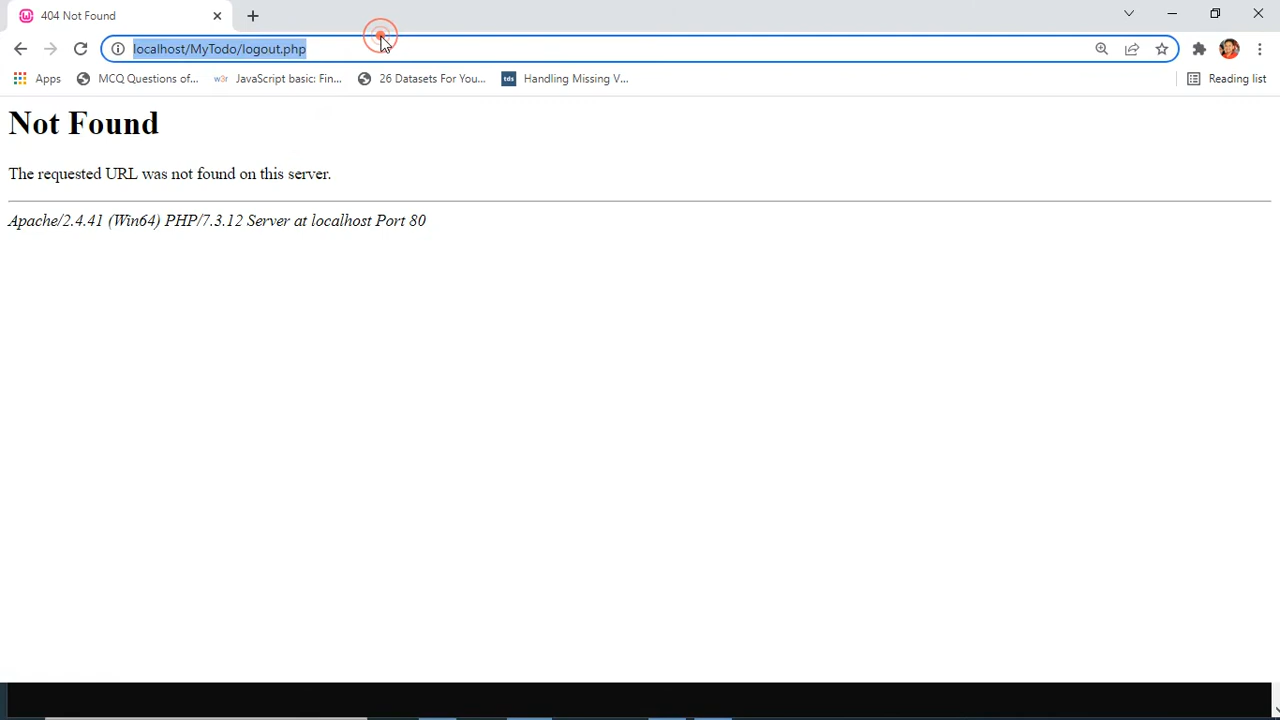 404 Not Found
localhost/MyTodo/logout.php
Apps MCQ Questions of... w3r JavaScript basic: Fin... 26 Datasets For You... tds Handling Missing V... Reading list
Not Found
The requested URL was not found on this server.
Apache/2.4.41 (Win64) PHP/7.3.12 Server at localhost Port 80